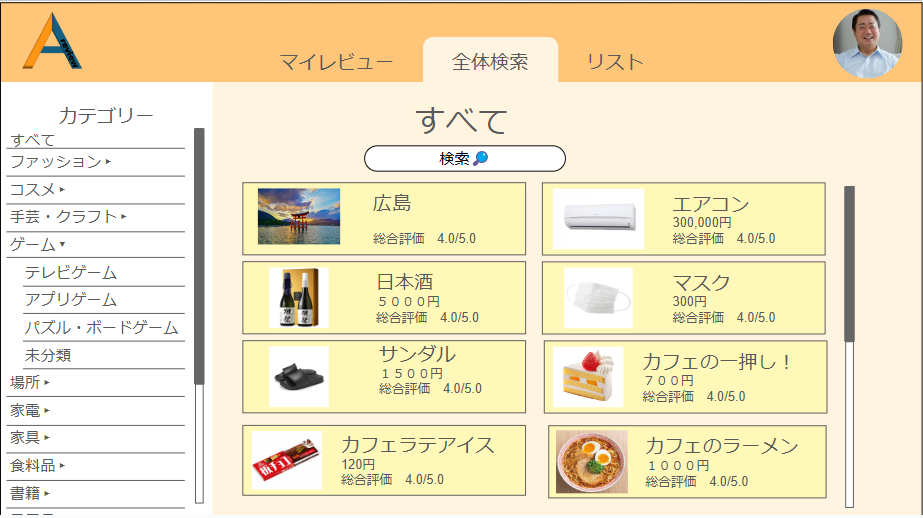 A review
マイレビュー
全体検索
リスト
カテゴリー
すべて
ファッション▸
コスメ▸
手芸・クラフト▸
ゲーム▾
テレビゲーム
アプリゲーム
パズル・ボードゲーム
未分類
場所▸
家電▸
家具▸
食料品▸
書籍▸
すべて
検索
広島
総合評価 4.0/5.0
エアコン
300,000円
総合評価 4.0/5.0
日本酒
５０００円
総合評価 4.0/5.0
マスク
300円
総合評価 4.0/5.0
サンダル
１５００円
総合評価 4.0/5.0
カフェの一押し！
７００円
総合評価 4.0/5.0
カフェラテアイス
120円
総合評価 4.0/5.0
カフェのラーメン
１０００円
総合評価 4.0/5.0